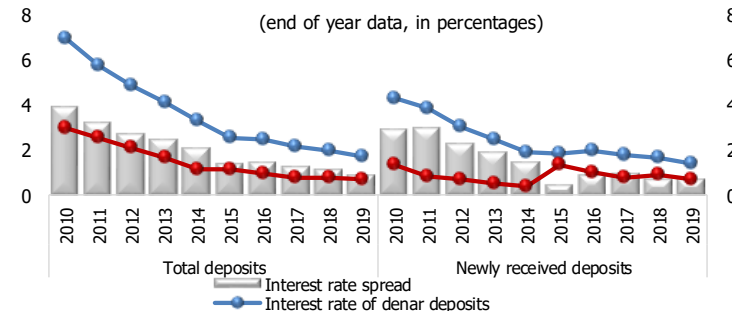 (end of year data, in percentages)
8
6
4
2
0
2010 2011 2012 2013 2014 2015 2016 2017 2018 2019
2010 2011 2012 2013 2014 2015 2016 2017 2018 2019
Total deposits
Newly received deposits
Interest rate spread
Interest rate of denar deposits